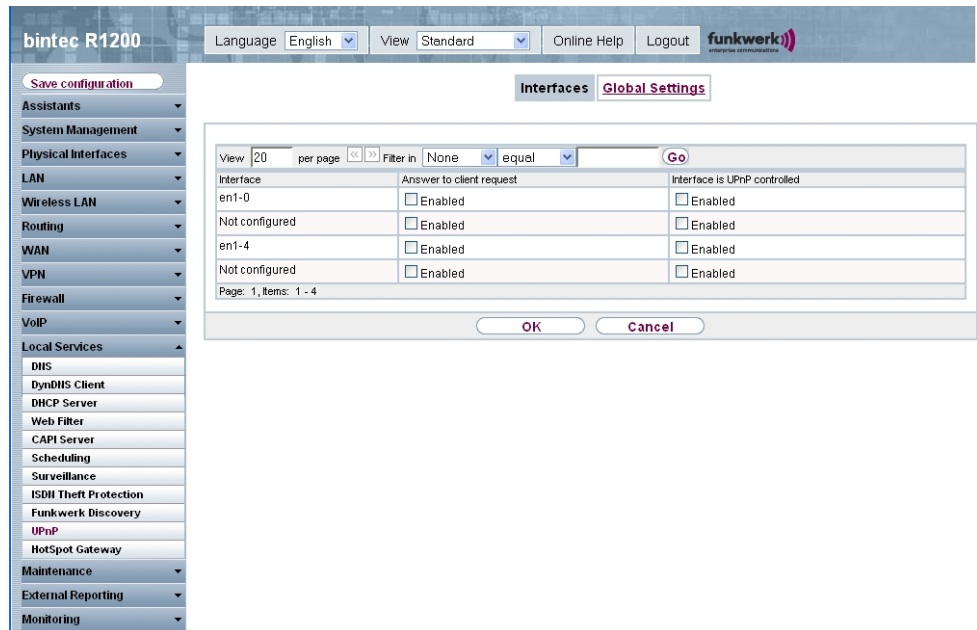 bintec R1200
Language English View Standard Online Help Logout funkwerk
enterprise communications
Save configuration
Interfaces Global Settings
Assistants
System Management
Physical Interfaces
LAN
Wireless LAN
Routing
WAN
VPN
Firewall
VoIP
Local Services
DNS
DynDNS Client
DHCP Server
Web Filter
CAPI Server
Scheduling
Surveillance
ISDN Theft Protection
Funkwerk Discovery
UPnP
HotSpot Gateway
Maintenance
External Reporting
Monitoring
View 20 per page << >> Filter in None equal Go
Interface Answer to client request Interface is UPnP controlled
en1-0 Enabled Enabled
Not configured Enabled Enabled
en1-4 Enabled Enabled
Not configured Enabled Enabled
Page: 1, Items: 1 - 4
OK Cancel